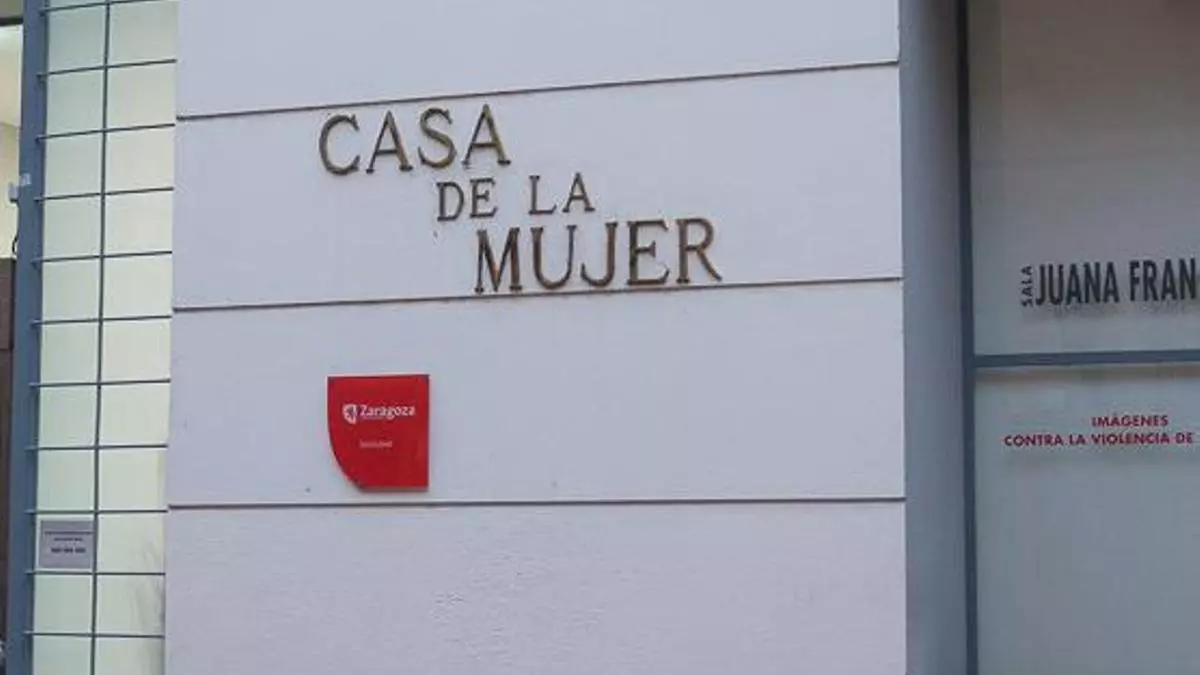 CASA
DE LA
MUJER
Zaragoza
SALA
JUANA FRAN
IMÁGENES
CONTRA LA VIOLENCIA DE